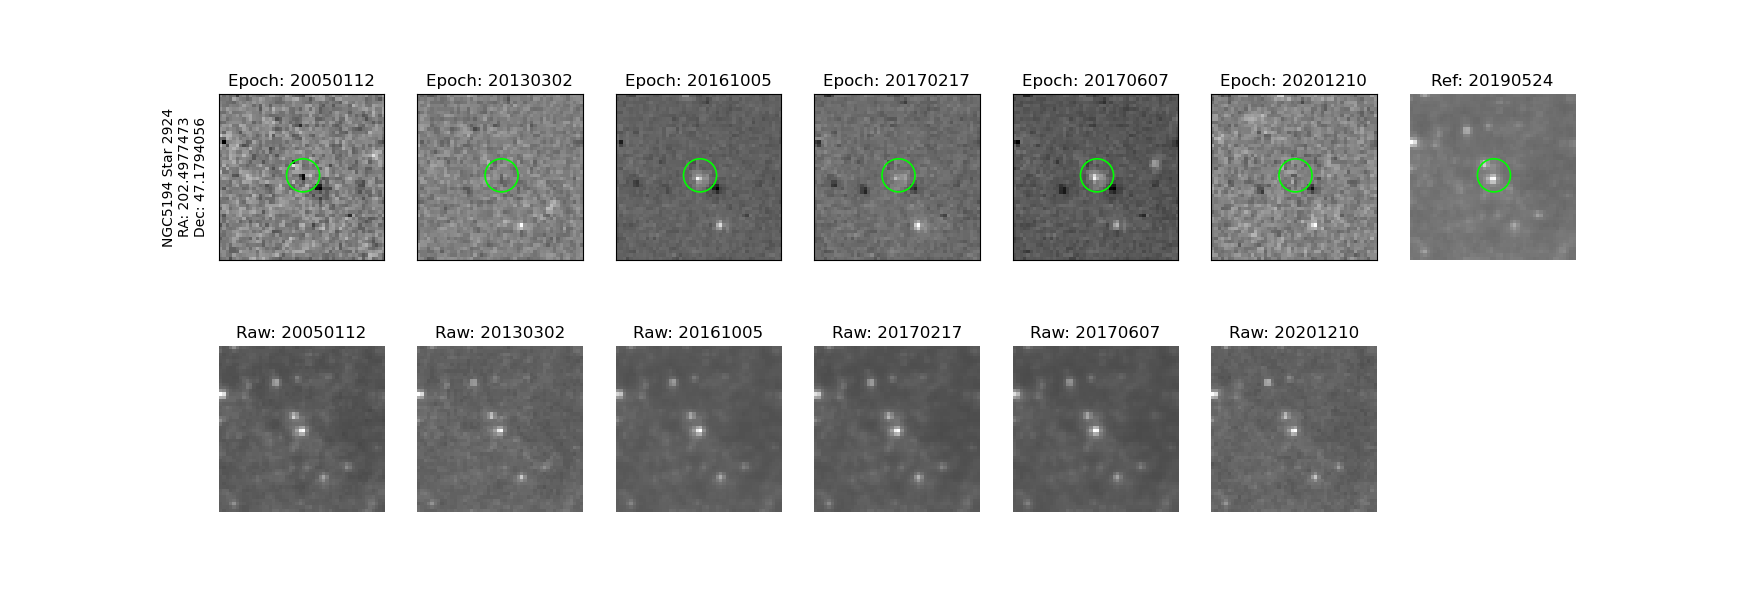 Epoch: 20050112
Epoch: 20130302
Epoch: 20161005
Epoch: 20170217
Epoch: 20170607
Epoch: 20201210
Ref: 20190524
NGC5194 Star 2924
RA: 202.4977473
Dec: 47.1794056
Raw: 20050112
Raw: 20130302
Raw: 20161005
Raw: 20170217
Raw: 20170607
Raw: 20201210